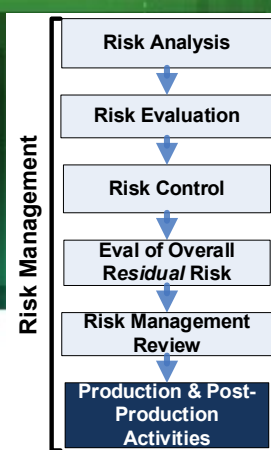 Risk Management
Risk Analysis
Risk Evaluation
Risk Control
Eval of Overall
Residual Risk
Risk Management
Review
Production & Post-
Production
Activities